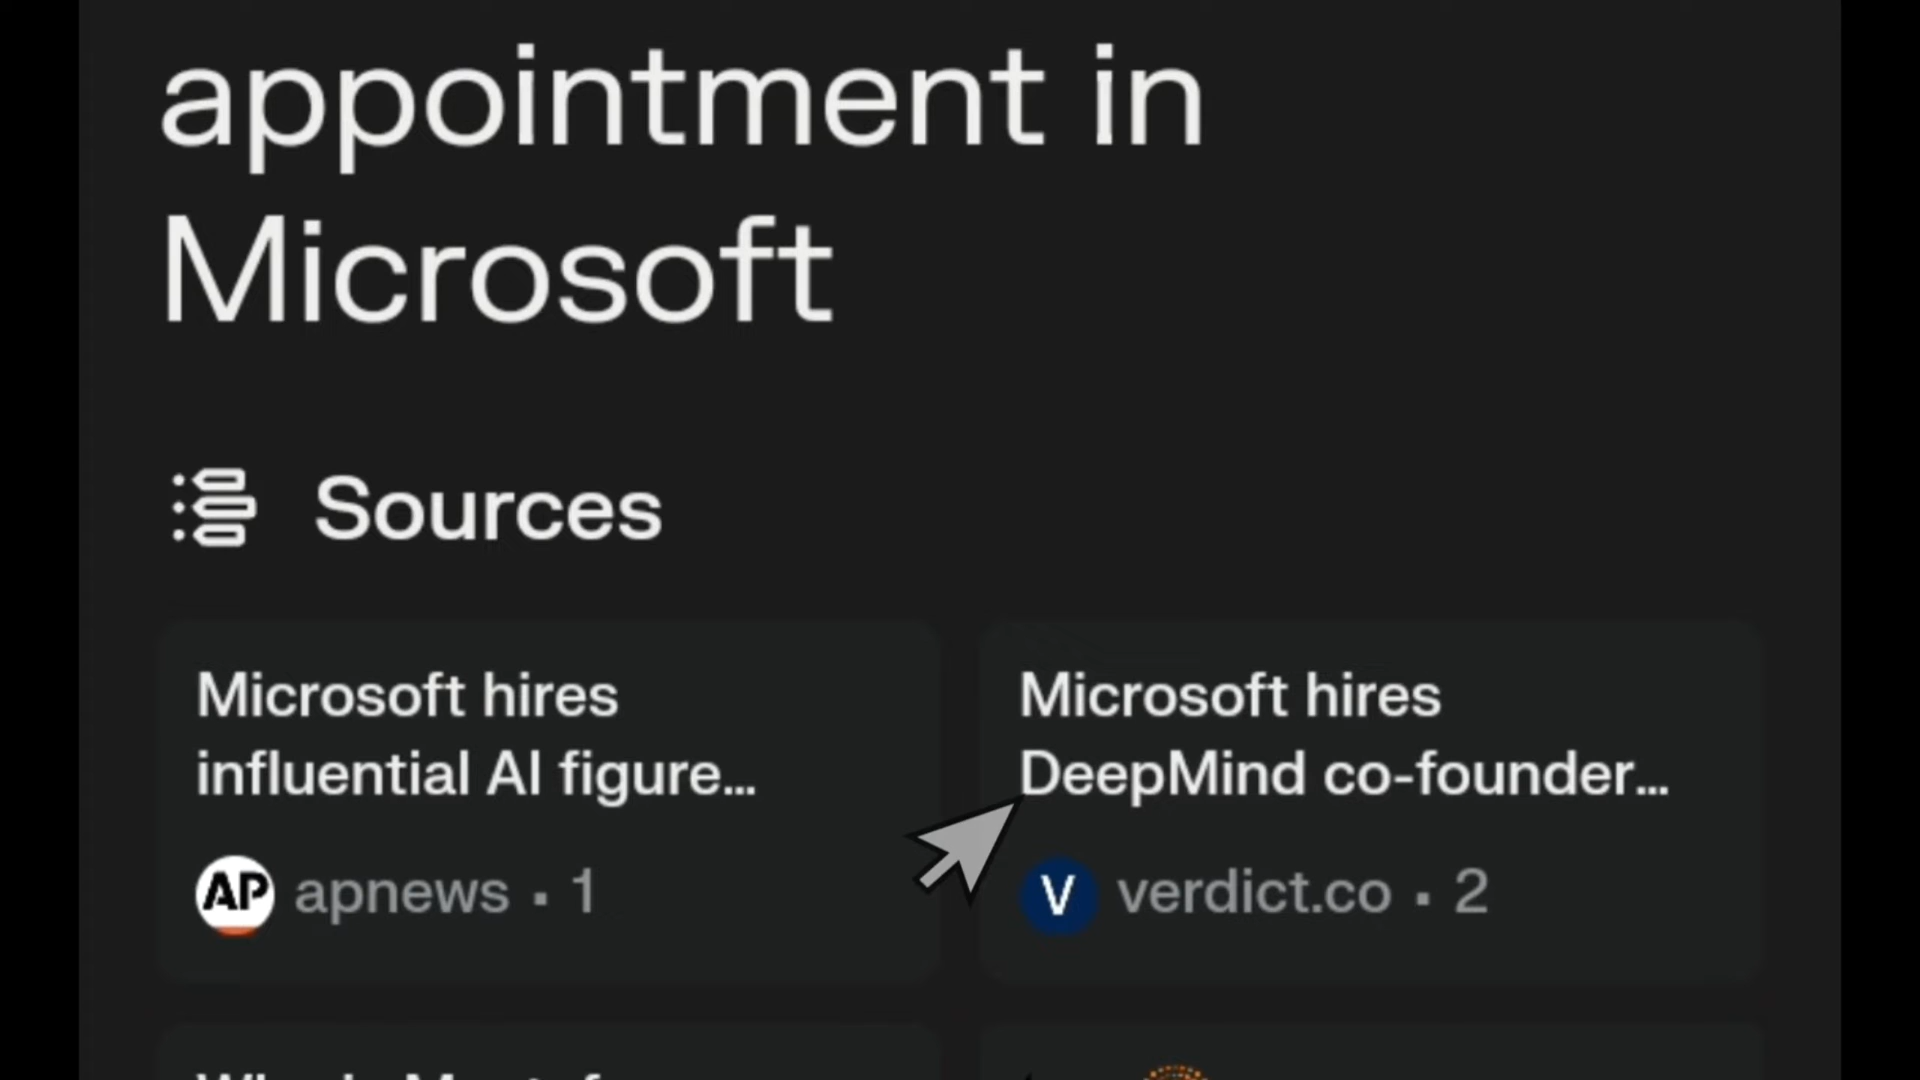 appointment in
Microsoft
Sources
Microsoft hires
influential AI figure...
AP apnews · 1
Microsoft hires
DeepMind co-founder...
V verdict.co · 2